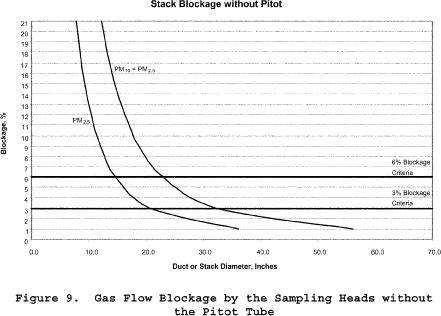 Stack Blockage without Pitot
21
20
19
18
17
16
15
14
13
12
11
10
9
8
7
6
5
4
3
2
1
0
Blockage, %
PM10 + PM2.5
PM2.5
6% Blockage
Criteria
3% Blockage
Criteria
0.0 10.0 20.0 30.0 40.0 50.0 60.0 70.0
Duct or Stack Diameter, Inches
Figure 9. Gas Flow Blockage by the Sampling Heads without
the Pitot Tube